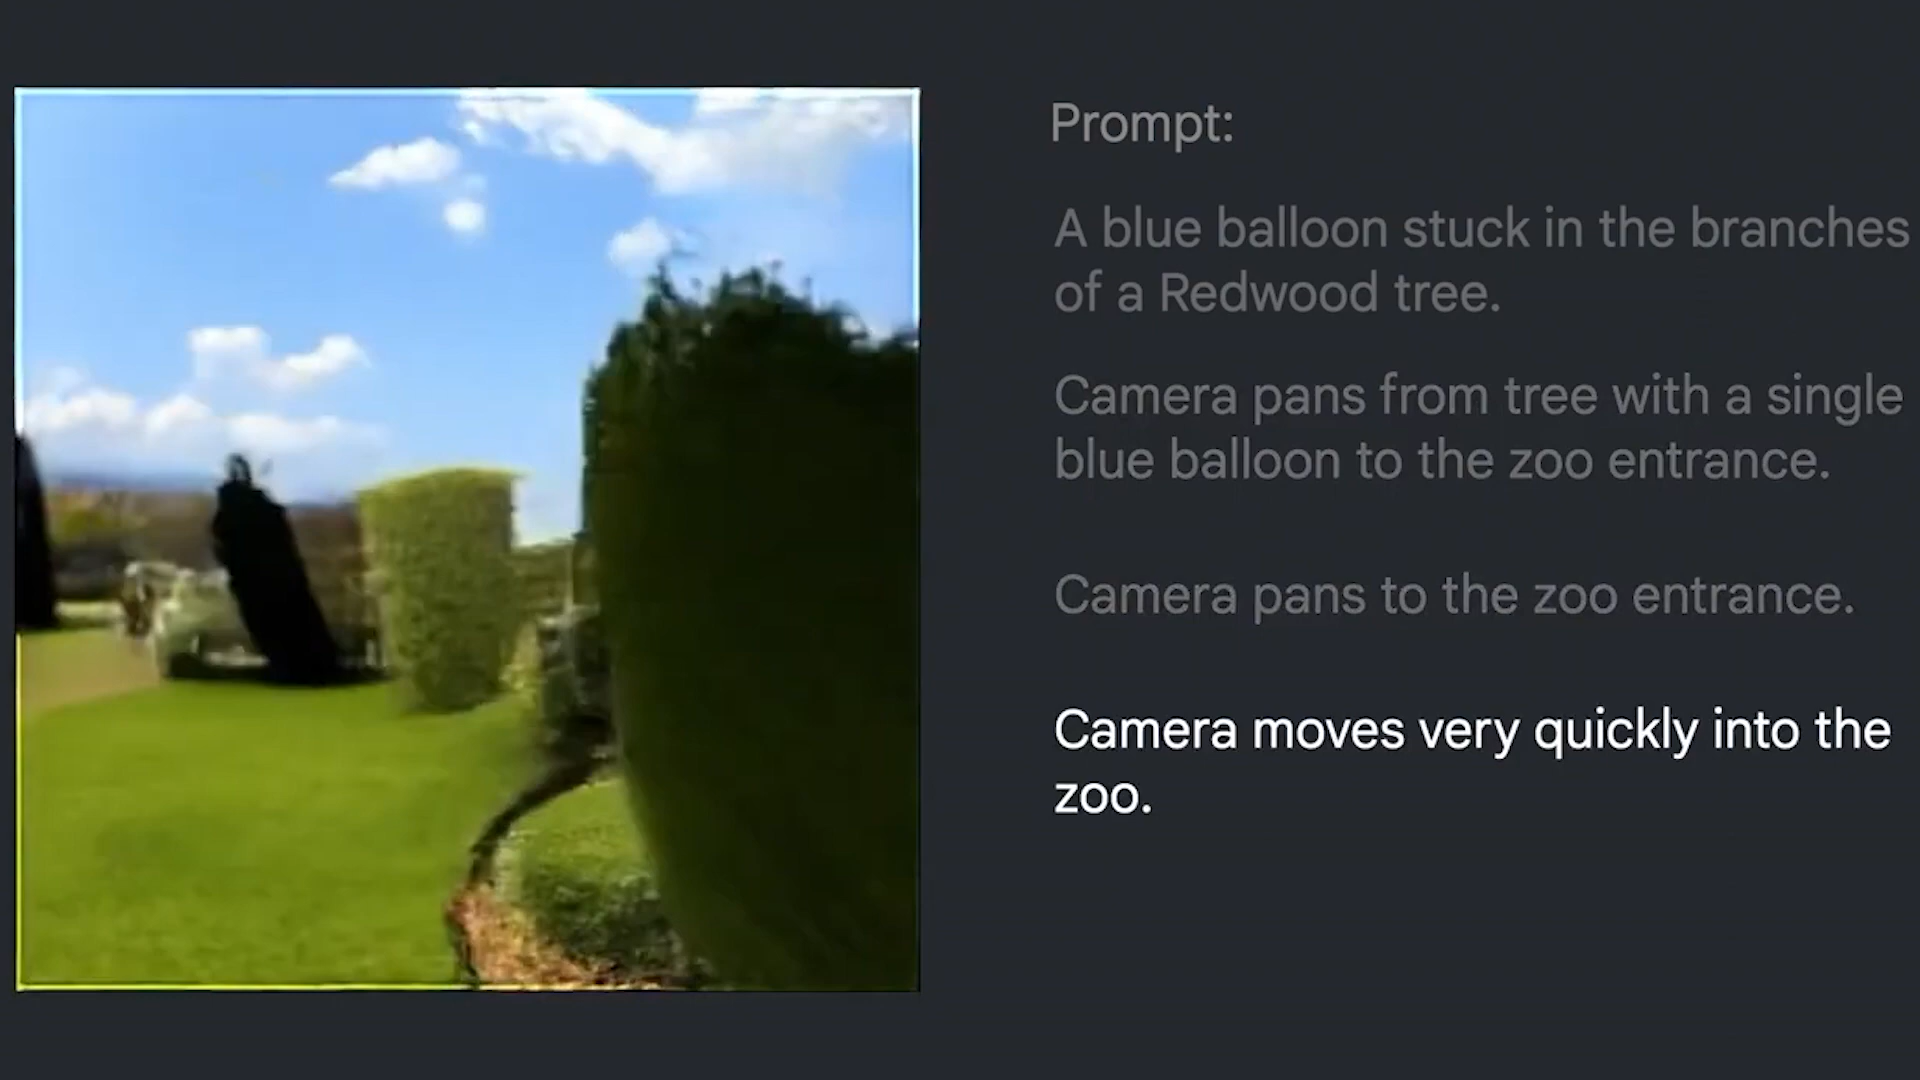 Prompt:
A blue balloon stuck in the branches
of a Redwood tree.
Camera pans from tree with a single
blue balloon to the zoo entrance.
Camera pans to the zoo entrance.
Camera moves very quickly into the
zoo.